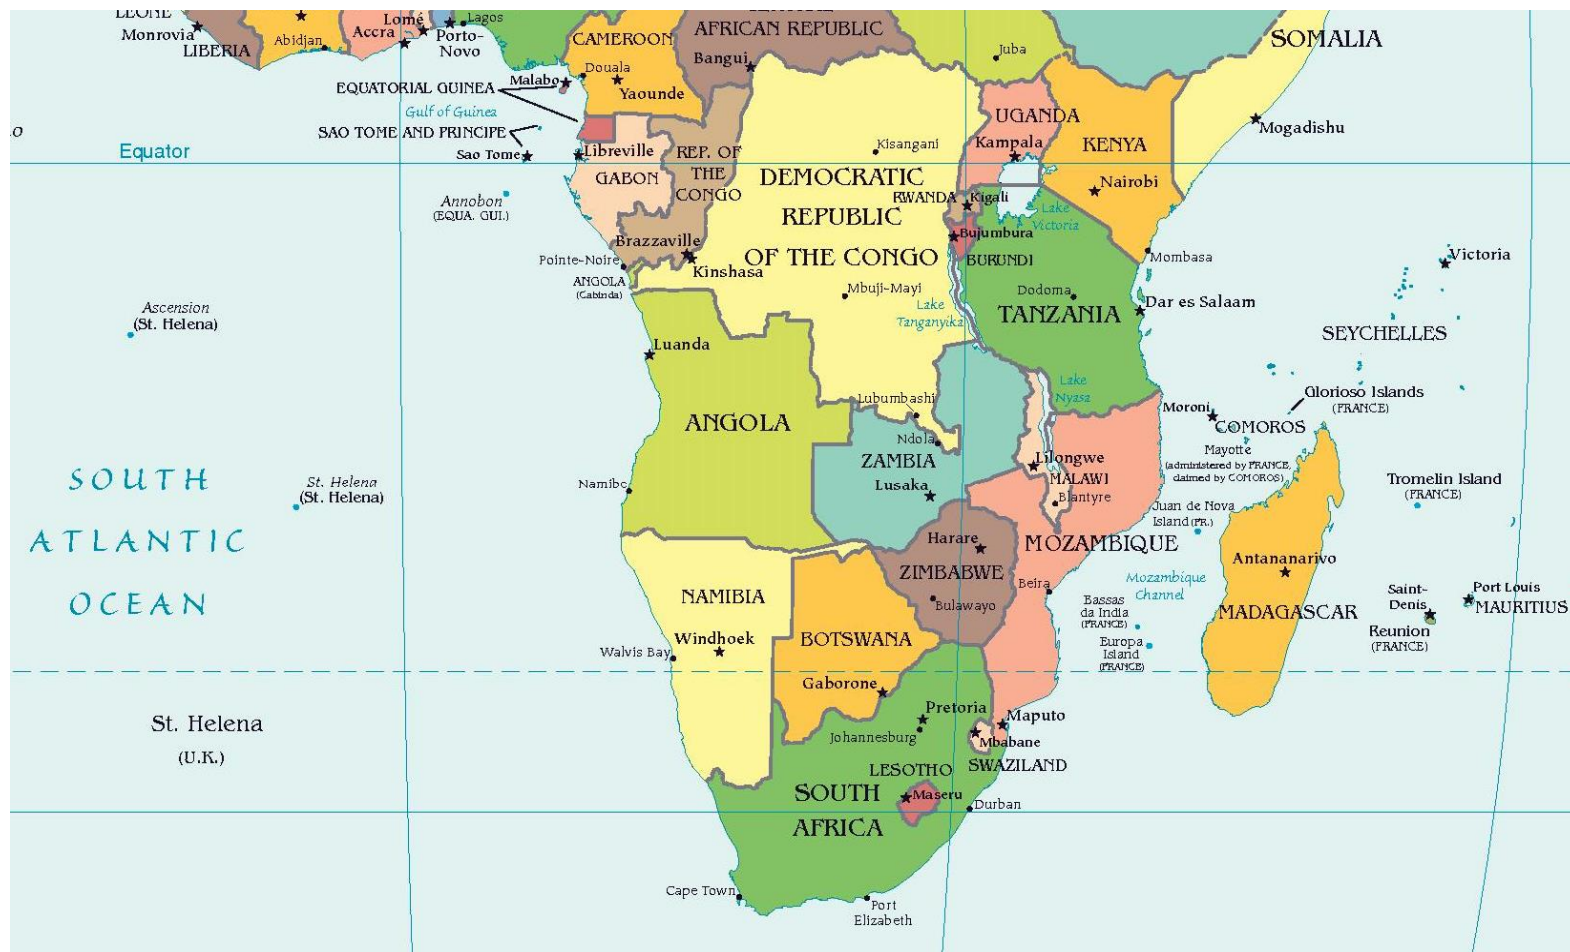 LEONE
Monrovia
LIBERIA
Abidjan
Lomé
Accra
Lagos
Porto-
Novo
CAMEROON
Douala
Yaounde
Malabo
EQUATORIAL GUINEA
Gulf of Guinea
SAO TOME AND PRINCIPE
Sao Tome
Equator
Annobon
(EQUA. GUI.)
AFRICAN REPUBLIC
Bangui
Juba
SOMALIA
Mogadishu
UGANDA
Kampala
KENYA
Nairobi
Mombasa
Libreville
GABON
REP. OF
THE
CONGO
Brazzaville
Kinshasa
Pointe-Noire
ANGOLA
(Cabinda)
Kisangani
DEMOCRATIC
REPUBLIC
OF THE CONGO
Mbuji-Mayi
Lubumbashi
RWANDA
Kigali
Bujumbura
BURUNDI
Lake
Victoria
Lake
Tanganyika
Dodoma
TANZANIA
Dar es Salaam
Lake
Nyasa
Victoria
SEYCHELLES
Glorioso Islands
(FRANCE)
Moroni
COMOROS
Mayotte
(administered by FRANCE,
claimed by COMOROS)
Ascension
(St. Helena)
St. Helena
(St. Helena)
SOUTH
ATLANTIC
OCEAN
St. Helena
(U.K.)
Luanda
ANGOLA
Namibe
Ndola
ZAMBIA
Lusaka
Lilongwe
MALAWI
Blantyre
MOZAMBIQUE
Beira
Harare
ZIMBABWE
Bulawayo
Juan de Nova
Island (FR.)
Tromelin Island
(FRANCE)
Mozambique
Channel
Bassas
da India
(FRANCE)
Europa
Island
(FRANCE)
Antananarivo
MADAGASCAR
Saint-
Denis
Reunion
(FRANCE)
Port Louis
MAURITIUS
NAMIBIA
Windhoek
Walvis Bay
BOTSWANA
Gaborone
Pretoria
Johannesburg
Maputo
Mbabane
SWAZILAND
LESOTHO
Maseru
SOUTH
AFRICA
Durban
Cape Town
Port
Elizabeth